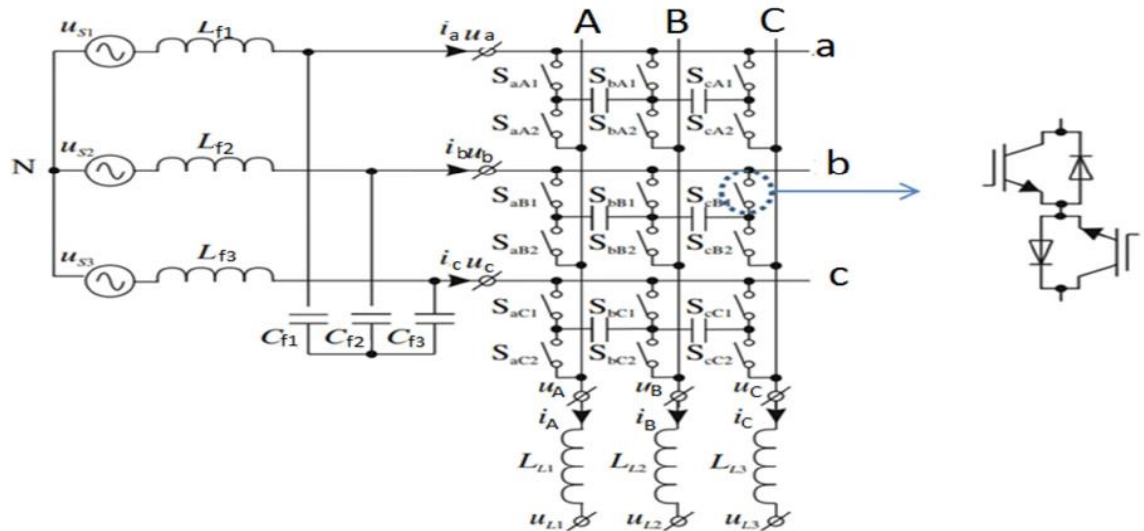 A B C
u_S1 L_f1 i_a u_a a
S_aA1 S_bA1 S_cA1
S_aA2 S_bA2 S_cA2
N u_S2 L_f2 i_b u_b b
S_aB1 S_bB1
S_aB2 S_bB2 S_cB2
u_S3 L_f3 i_c u_c c
S_aC1 S_bC1 S_cC1
C_f1 C_f2 C_f3
S_aC2 S_bC2 S_cC2
u_A u_B u_C
i_A i_B i_C
L_L1 L_L2 L_L3
u_L1 u_L2 u_L3